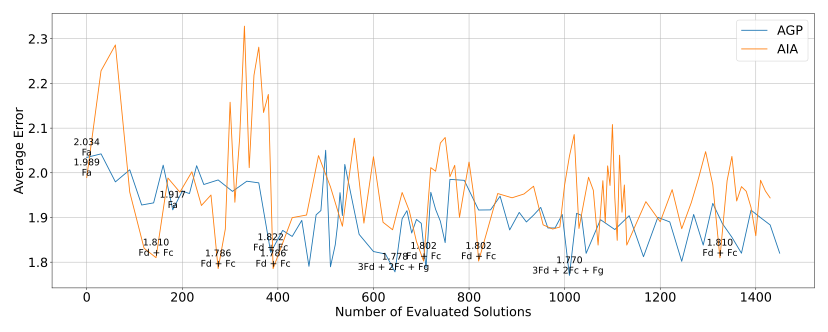 AGP
AIA
2.3
2.2
2.1
2.0
1.9
1.8
Average Error
2.034
Fa
1.989
Fa
1.917
Fa
1.810
Fd + Fc
1.786
Fd + Fc
1.822
Fd + Fc
1.786
Fd + Fc
1.778
3Fd + 2Fc + Fg
1.802
Fd + Fc
1.802
Fd + Fc
1.770
3Fd + 2Fc + Fg
1.810
Fd + Fc
0 200 400 600 800 1000 1200 1400
Number of Evaluated Solutions